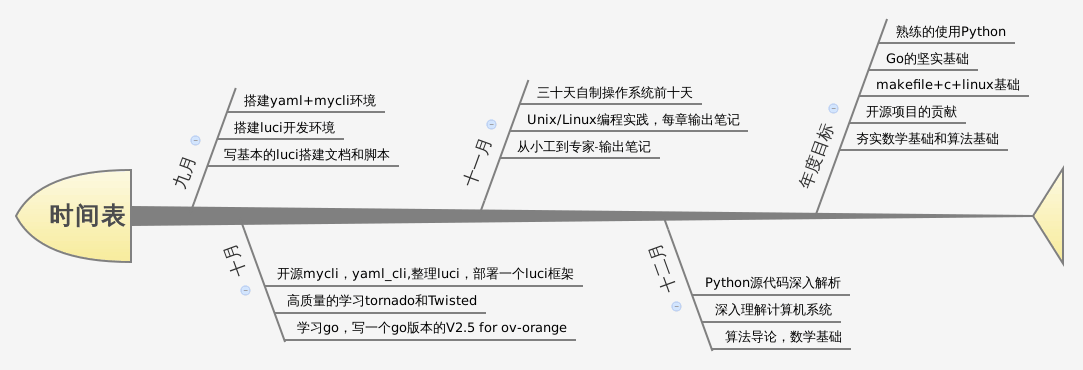 时间表
九月
搭建yaml+mycli环境
搭建luci开发环境
写基本的luci搭建文档和脚本
十月
开源mycli，yaml_cli,整理luci，部署一个luci框架
高质量的学习tornado和Twisted
学习go，写一个go版本的V2.5 for ov-orange
十一月
三十天自制操作系统前十天
Unix/Linux编程实践，每章输出笔记
从小工到专家-输出笔记
十二月
Python源代码深入解析
深入理解计算机系统
算法导论，数学基础
年度目标
熟练的使用Python
Go的坚实基础
makefile+c+linux基础
开源项目的贡献
夯实数学基础和算法基础